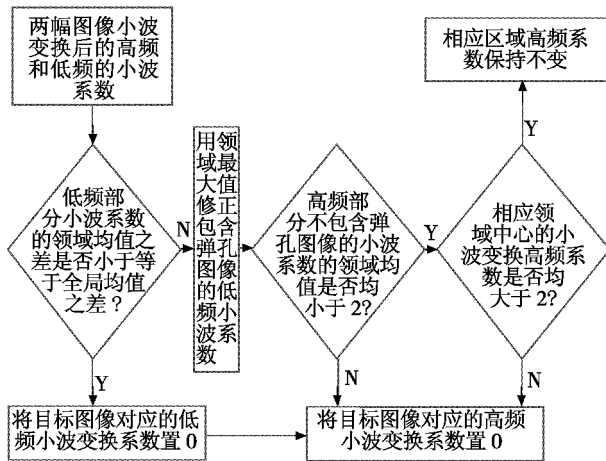 两幅图像小波
变换后的高频
和低频的小波
系数
相应区域高频系
数保持不变
Y
低频部
分小波系数
的领域均值之
差是否小于等
于全局均值
之差？
N
用领
域最
大值
修正
包含
弹孔
图像
的低
频小
波系
数
高频部
分不包含弹
孔图像的小波
系数的领域均
值是否均
小于2?
Y
相应领
域中心的小
波变换高频系
数是否均
大于2?
Y
N
N
将目标图像对应的低
频小波变换系数置0
将目标图像对应的高频
小波变换系数置0